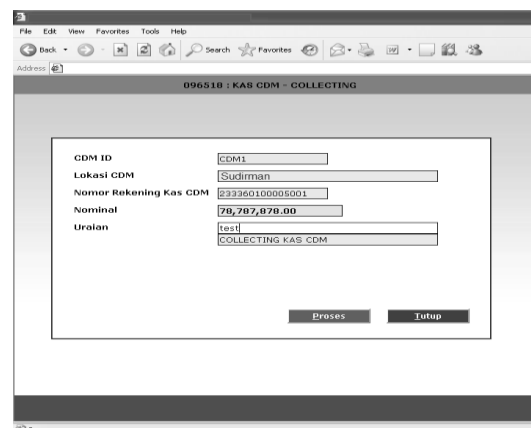 File Edit View Favorites Tools Help
Back Search Favorites
Address
096518 : KAS CDM - COLLECTING
CDM ID CDM1
Lokasi CDM Sudirman
Nomor Rekening Kas CDM 233360100005001
Nominal 78,787,878.00
Uraian test
COLLECTING KAS CDM
Proses Tutup